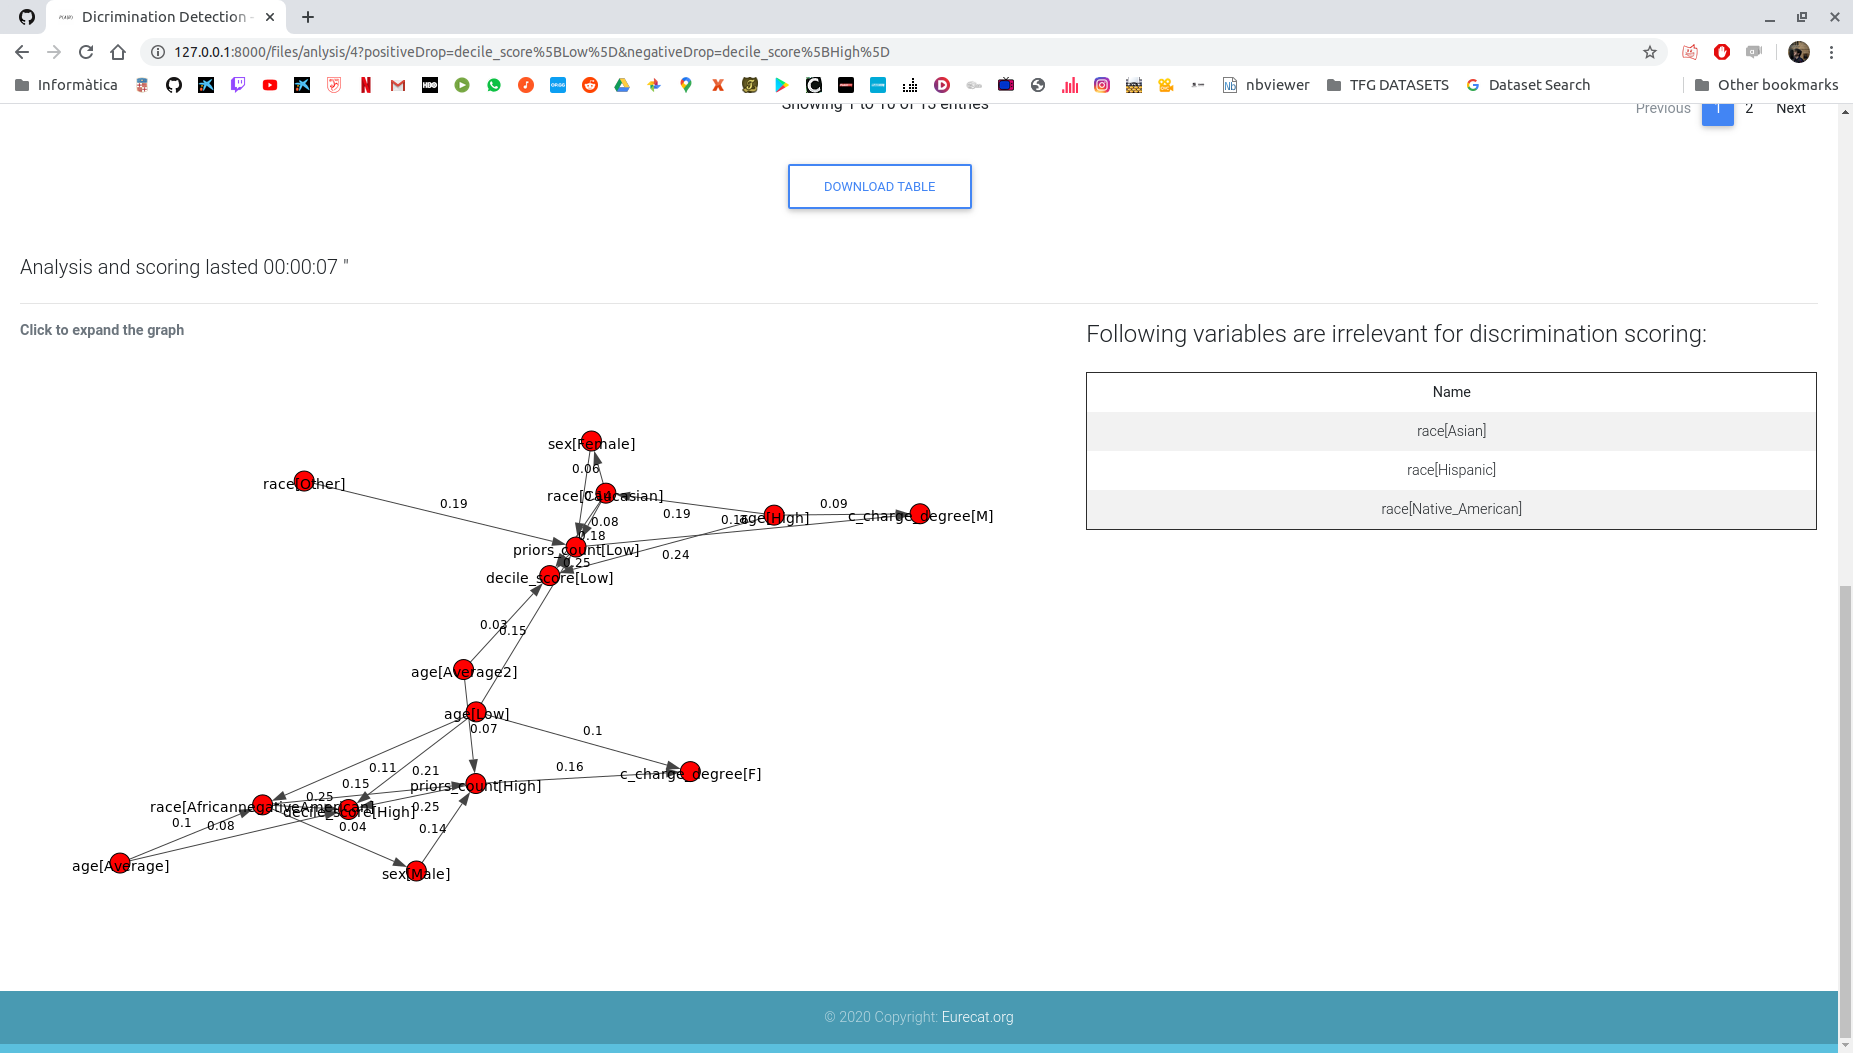 Dicrimination Detection -
127.0.0.1:8000/files/anlysis/4?positiveDrop=decile_score%5BLow%5D&negativeDrop=decile_score%5BHigh%5D
Informàtica
HBO
nbviewer
TFG DATASETS
Dataset Search
Other bookmarks
Showing 1 to 10 of 15 entries
Previous 1 2 Next
DOWNLOAD TABLE
Analysis and scoring lasted 00:00:07 "
Click to expand the graph
Following variables are irrelevant for discrimination scoring:
Name
race[Asian]
race[Hispanic]
race[Native_American]
sex[Female]
0.06
race[Other]
0.19
race[Caucasian]
0.19
0.09
age[High]
c_charge_degree[M]
0.08
0.18
priors_count[Low]
0.24
0.25
decile_score[Low]
0.03
0.15
age[Average2]
age[Low]
0.07
0.1
0.11
0.21
0.16
c_charge_degree[F]
0.15
priors_count[High]
0.25
race[AfricannegativeAmerican]
decile_score[High]
0.25
0.1
0.08
0.04
0.14
age[Average]
sex[Male]
© 2020 Copyright: Eurecat.org